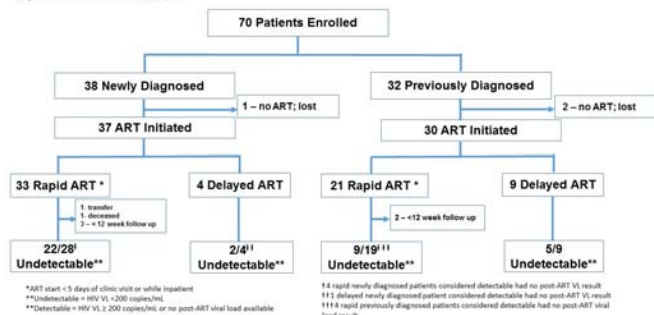 70 Patients Enrolled
38 Newly Diagnosed
32 Previously Diagnosed
1 – no ART; lost
2 – no ART; lost
37 ART Initiated
30 ART Initiated
33 Rapid ART *
4 Delayed ART
21 Rapid ART *
9 Delayed ART
1- transfer
1- deceased
3 – <12 week follow up
2 – <12 week follow up
22/28ƚ
Undetectable**
2/4ƚƚ
Undetectable**
9/19ƚƚƚ
Undetectable**
5/9
Undetectable**
*ART start < 5 days of clinic visit or while inpatient
**Undetectable = HIV VL <200 copies/mL
**Detectable = HIV VL ≥ 200 copies/mL or no post-ART viral load available
ƚ4 rapid newly diagnosed patients considered detectable had no post-ART VL result
ƚƚ1 delayed newly diagnosed patient considered detectable had no post-ART VL result
ƚƚƚ4 rapid previously diagnosed patients considered detectable had no post-ART viral
load result